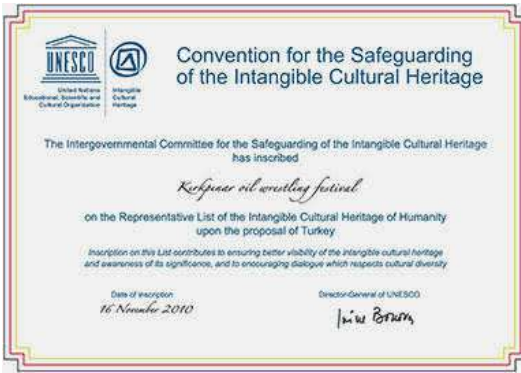 UNESCO
United Nations
Educational, Scientific and
Cultural Organization
Intangible
Cultural
Heritage
Convention for the Safeguarding
of the Intangible Cultural Heritage
The Intergovernmental Committee for the Safeguarding of the Intangible Cultural Heritage
has inscribed
Kırkpınar oil wrestling festival
on the Representative List of the Intangible Cultural Heritage of Humanity
upon the proposal of Turkey
Inscription on this List contributes to ensuring better visibility of the intangible cultural heritage
and awareness of its significance, and to encouraging dialogue which respects cultural diversity
Date of inscription
16 November 2010
Director-General of UNESCO
Irina Bokova